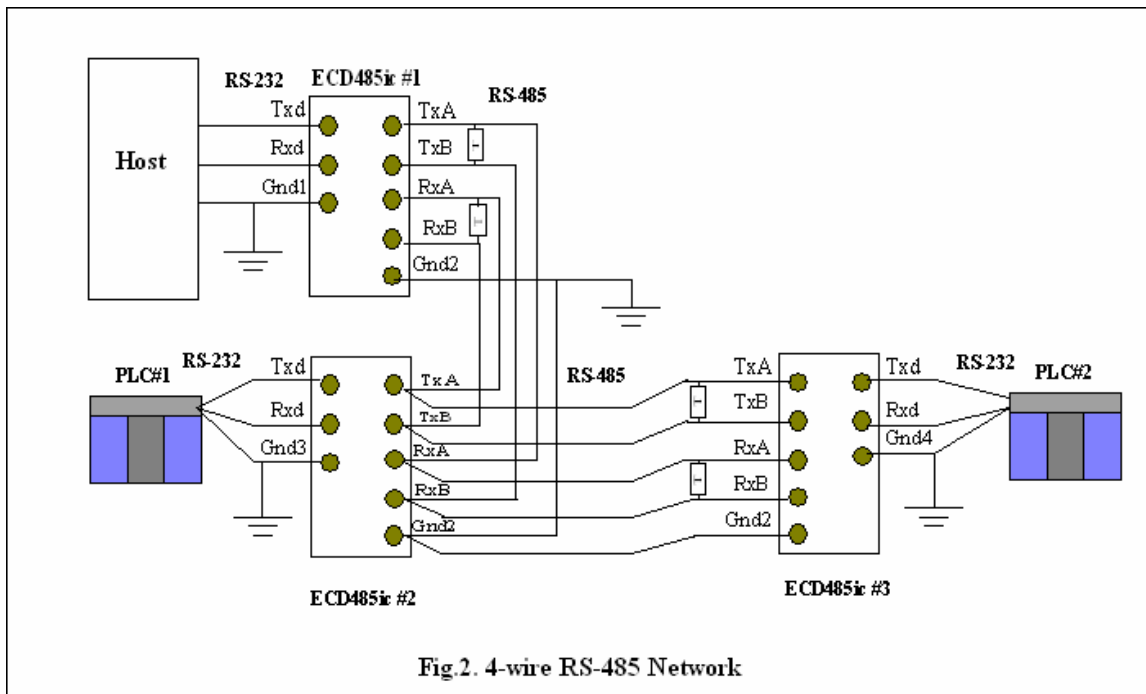 RS-232
ECD485ic #1
RS-485
Host
Txd
Rxd
Gnd1
TxA
TxB
RxA
RxB
Gnd2
PLC#1
RS-232
Txd
Rxd
Gnd3
TxA
TxB
RxA
RxB
Gnd2
ECD485ic #2
RS-485
TxA
TxB
RxA
RxB
Gnd2
Txd
Rxd
Gnd4
RS-232
PLC#2
ECD485ic #3
Fig.2. 4-wire RS-485 Network